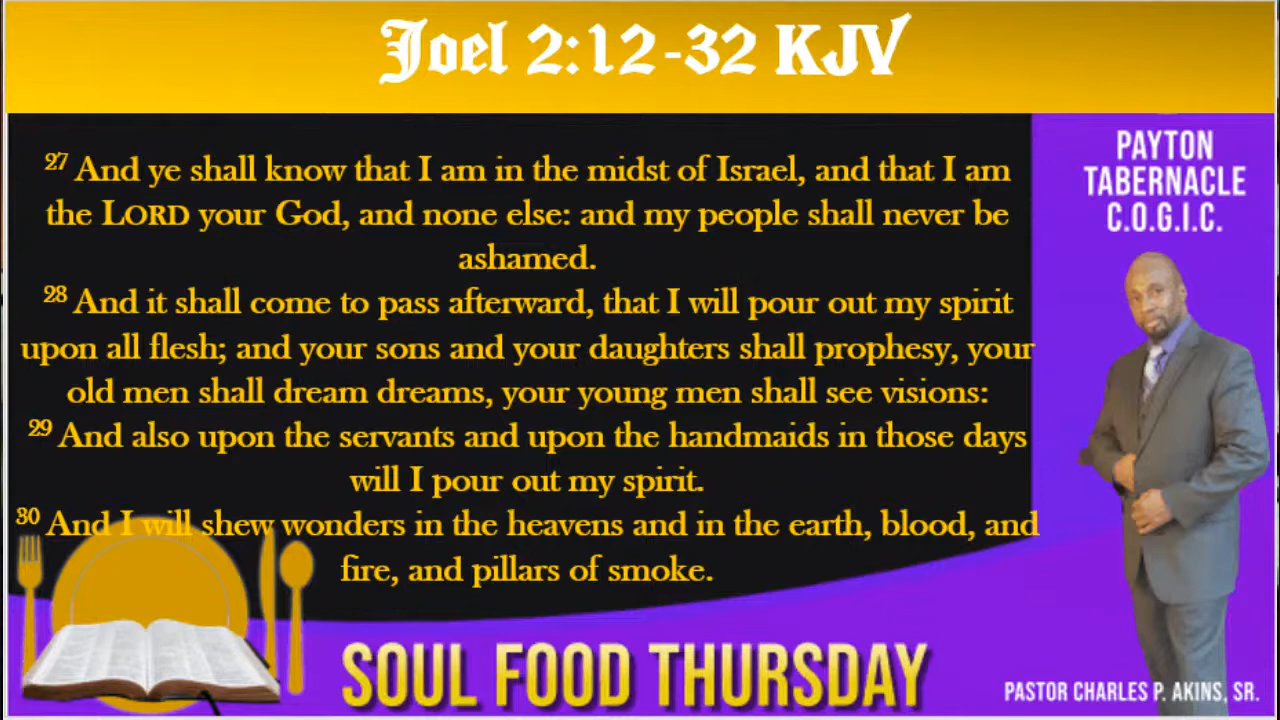 Joel 2:12-32 KJV
27 And ye shall know that I am in the midst of Israel, and that I am
the LORD your God, and none else: and my people shall never be
ashamed.
28 And it shall come to pass afterward, that I will pour out my spirit
upon all flesh; and your sons and your daughters shall prophesy, your
old men shall dream dreams, your young men shall see visions:
29 And also upon the servants and upon the handmaids in those days
will I pour out my spirit.
30 And I will shew wonders in the heavens and in the earth, blood, and
fire, and pillars of smoke.
PAYTON
TABERNACLE
C.O.G.I.C.
SOUL FOOD THURSDAY
PASTOR CHARLES P. AKINS, SR.